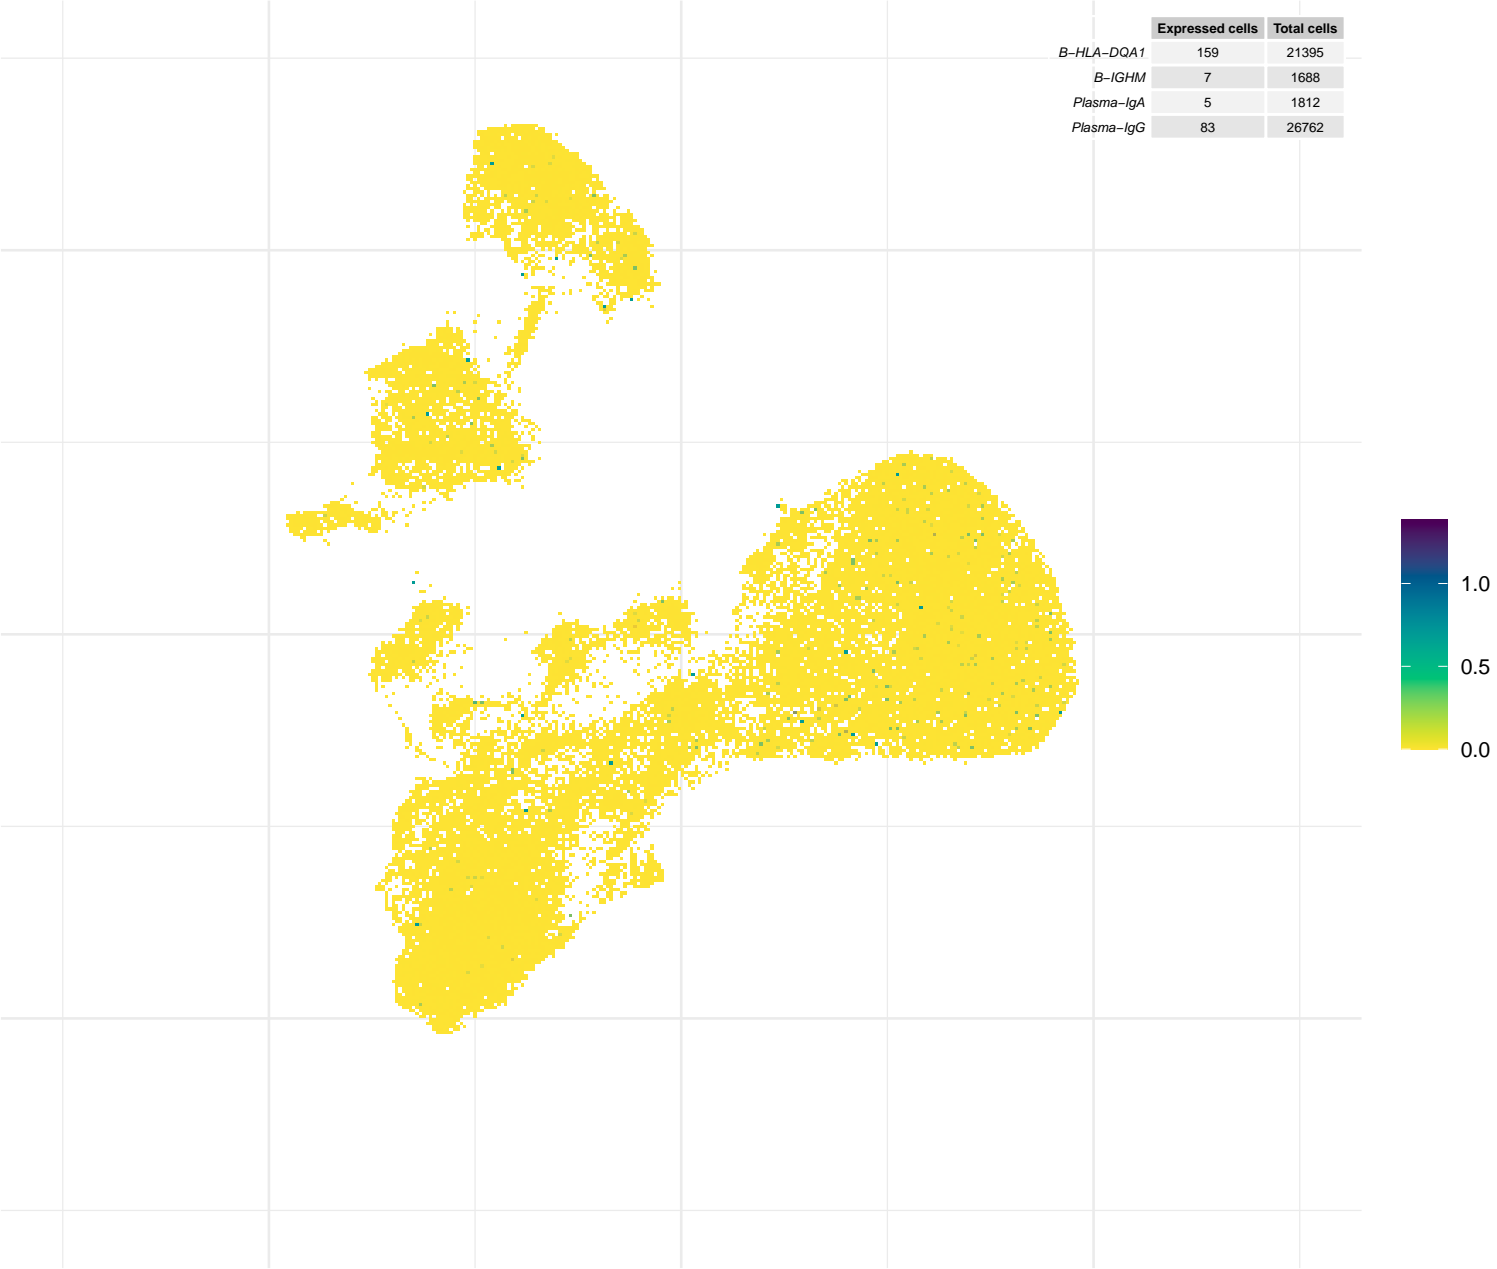 Expressed cells Total cells
B−HLA−DQA1 159 21395
B−IGHM 7 1688
Plasma−IgA 5 1812
Plasma−IgG 83 26762
1.0
0.5
0.0